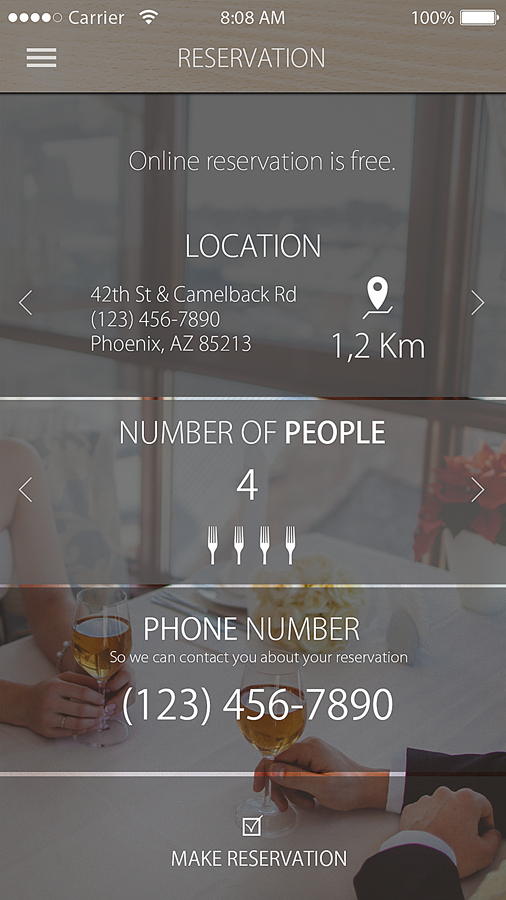 Carrier 8:08 AM 100%
RESERVATION
Online reservation is free.
LOCATION
42th St & Camelback Rd
(123) 456-7890
Phoenix, AZ 85213
1,2 Km
NUMBER OF PEOPLE
4
PHONE NUMBER
So we can contact you about your reservation
(123) 456-7890
MAKE RESERVATION